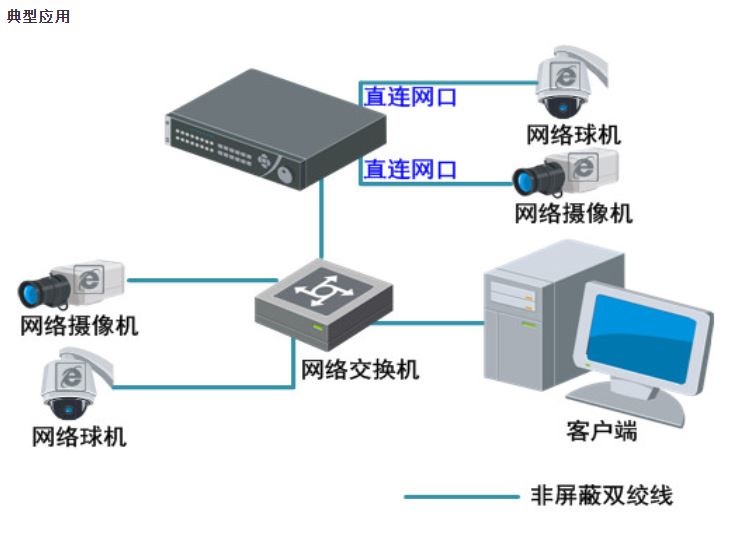 典型应用
直连网口
网络球机
直连网口
网络摄像机
网络摄像机
网络交换机
网络球机
客户端
非屏蔽双绞线